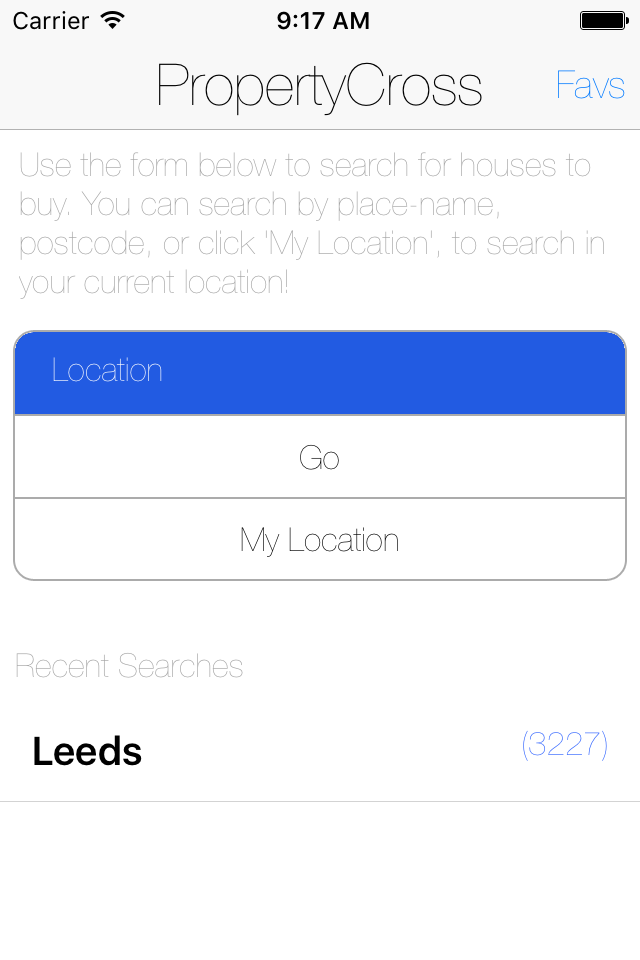 Carrier 9:17 AM
PropertyCross Favs
Use the form below to search for houses to
buy. You can search by place-name,
postcode, or click 'My Location', to search in
your current location!
Location
Go
My Location
Recent Searches
Leeds (3227)